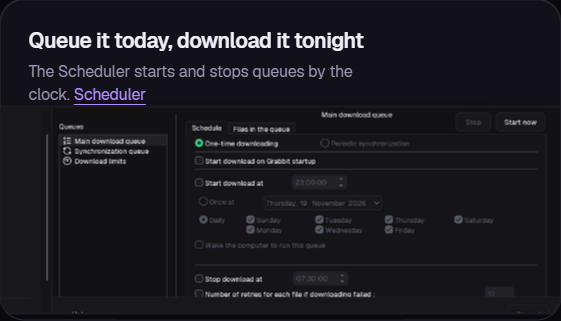 Queue it today, download it tonight
The Scheduler starts and stops queues by the
clock. Scheduler
Main download queue
Stop
Start now
Queues
Schedule
Files in the queue
Main download queue
Synchronization queue
Download limits
One-time downloading
Periodic synchronization
Start download on Grabbit startup
Start download at
23:00:00
Once at
Thursday, 19 November 2026
Daily
Sunday
Tuesday
Thursday
Saturday
Monday
Wednesday
Friday
Wake the computer to run this queue
Stop download at
07:30:00
Number of retries for each file if downloading failed :
10